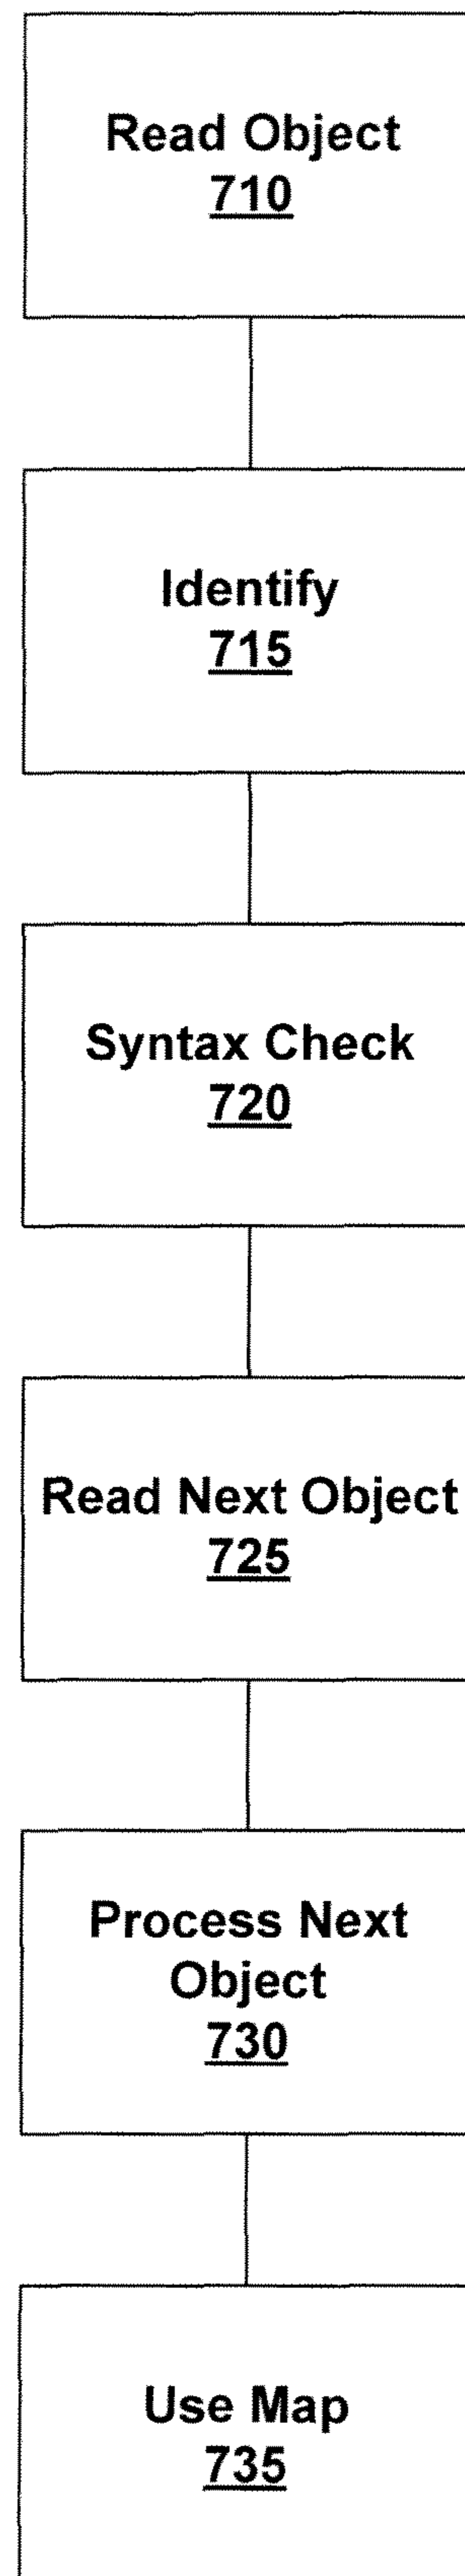 Read Object
710
Identify
715
Syntax Check
720
Read Next Object
725
Process Next
Object
730
Use Map
735